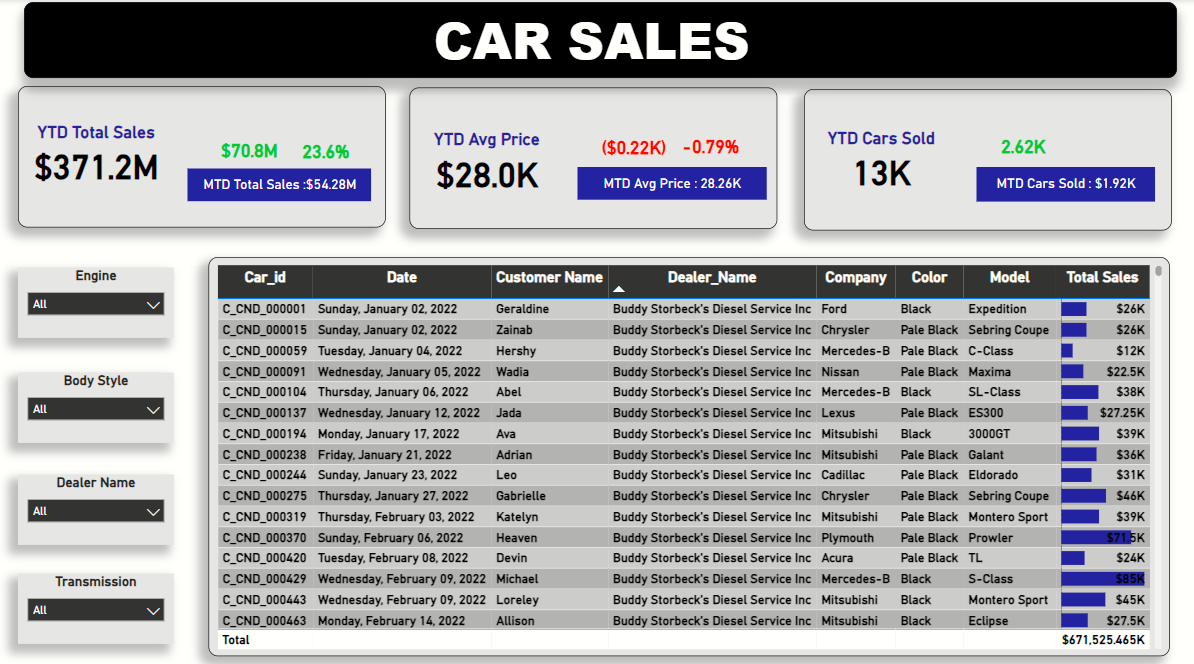 CAR SALES
YTD Total Sales
$371.2M
$70.8M 23.6%
MTD Total Sales :$54.28M
YTD Avg Price
$28.0K
($0.22K) -0.79%
MTD Avg Price : 28.26K
YTD Cars Sold
13K
2.62K
MTD Cars Sold : $1.92K
Engine
All
Body Style
All
Dealer Name
All
Transmission
All
Car_id Date Customer Name Dealer_Name Company Color Model Total Sales
C_CND_000001 Sunday, January 02, 2022 Geraldine Buddy Storbeck's Diesel Service Inc Ford Black Expedition $26K
C_CND_000015 Sunday, January 02, 2022 Zainab Buddy Storbeck's Diesel Service Inc Chrysler Pale Black Sebring Coupe $26K
C_CND_000059 Tuesday, January 04, 2022 Hershy Buddy Storbeck's Diesel Service Inc Mercedes-B Pale Black C-Class $12K
C_CND_000091 Wednesday, January 05, 2022 Wadia Buddy Storbeck's Diesel Service Inc Nissan Pale Black Maxima $22.5K
C_CND_000104 Thursday, January 06, 2022 Abel Buddy Storbeck's Diesel Service Inc Mercedes-B Black SL-Class $38K
C_CND_000137 Wednesday, January 12, 2022 Jada Buddy Storbeck's Diesel Service Inc Lexus Pale Black ES300 $27.25K
C_CND_000194 Monday, January 17, 2022 Ava Buddy Storbeck's Diesel Service Inc Mitsubishi Black 3000GT $39K
C_CND_000238 Friday, January 21, 2022 Adrian Buddy Storbeck's Diesel Service Inc Mitsubishi Pale Black Galant $36K
C_CND_000244 Sunday, January 23, 2022 Leo Buddy Storbeck's Diesel Service Inc Cadillac Pale Black Eldorado $31K
C_CND_000275 Thursday, January 27, 2022 Gabrielle Buddy Storbeck's Diesel Service Inc Chrysler Pale Black Sebring Coupe $46K
C_CND_000319 Thursday, February 03, 2022 Katelyn Buddy Storbeck's Diesel Service Inc Mitsubishi Pale Black Montero Sport $39K
C_CND_000370 Sunday, February 06, 2022 Heaven Buddy Storbeck's Diesel Service Inc Plymouth Pale Black Prowler $71.5K
C_CND_000420 Tuesday, February 08, 2022 Devin Buddy Storbeck's Diesel Service Inc Acura Pale Black TL $24K
C_CND_000429 Wednesday, February 09, 2022 Michael Buddy Storbeck's Diesel Service Inc Mercedes-B Black S-Class $85K
C_CND_000443 Wednesday, February 09, 2022 Loreley Buddy Storbeck's Diesel Service Inc Mitsubishi Black Montero Sport $45K
C_CND_000463 Monday, February 14, 2022 Allison Buddy Storbeck's Diesel Service Inc Mitsubishi Black Eclipse $27.5K
Total $671,525.465K